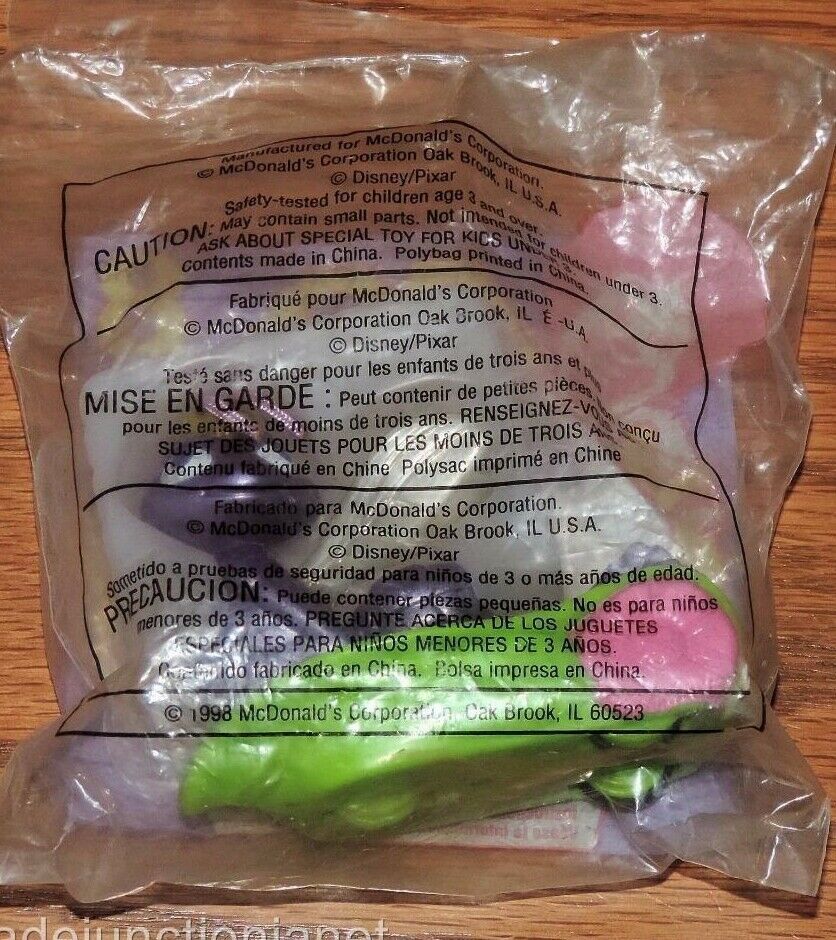 Manufactured for McDonald's Corporation.
© McDonald's Corporation Oak Brook, IL U.S.A.
© Disney/Pixar
Safety-tested for children age 3 and over.
CAUTION: May contain small parts. Not intended for children under 3.
ASK ABOUT SPECIAL TOY FOR KIDS UNDER 3.
Contents made in China. Polybag printed in China.
Fabriqué pour McDonald's Corporation
© McDonald's Corporation Oak Brook, IL É.-U.A.
© Disney/Pixar
Testé sans danger pour les enfants de trois ans et plus
MISE EN GARDE : Peut contenir de petites pièces. Non conçu
pour les enfants de moins de trois ans. RENSEIGNEZ-VOUS AU
SUJET DES JOUETS POUR LES MOINS DE TROIS ANS.
Contenu fabriqué en Chine Polysac imprimé en Chine
Fabricado para McDonald's Corporation.
© McDonald's Corporation Oak Brook, IL U.S.A.
© Disney/Pixar
Sometido a pruebas de seguridad para niños de 3 o más años de edad.
PRECAUCION: Puede contener piezas pequeñas. No es para niños
menores de 3 años. PREGUNTE ACERCA DE LOS JUGUETES
ESPECIALES PARA NIÑOS MENORES DE 3 AÑOS.
Contenido fabricado en China. Bolsa impresa en China.
© 1998 McDonald's Corporation, Oak Brook, IL 60523